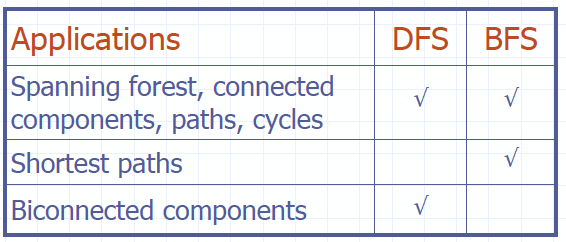 Applications DFS BFS
Spanning forest, connected
components, paths, cycles √ √
Shortest paths √
Biconnected components √